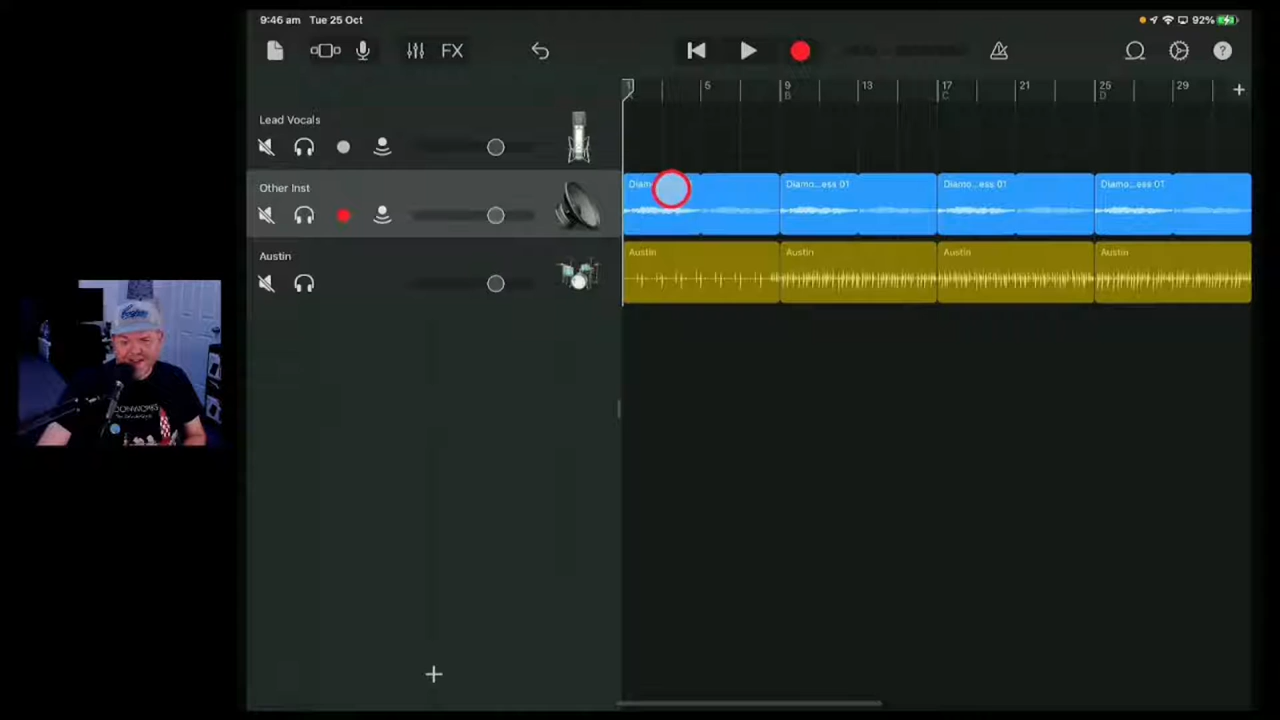 9:46 am Tue 25 Oct
92%
FX
?
1 5 9 13 17 21 25 29
A B C D
Lead Vocals
Other Inst
Diamo...ess 01
Diamo...ess 01
Diamo...ess 01
Austin
Austin
Austin
Austin
Austin